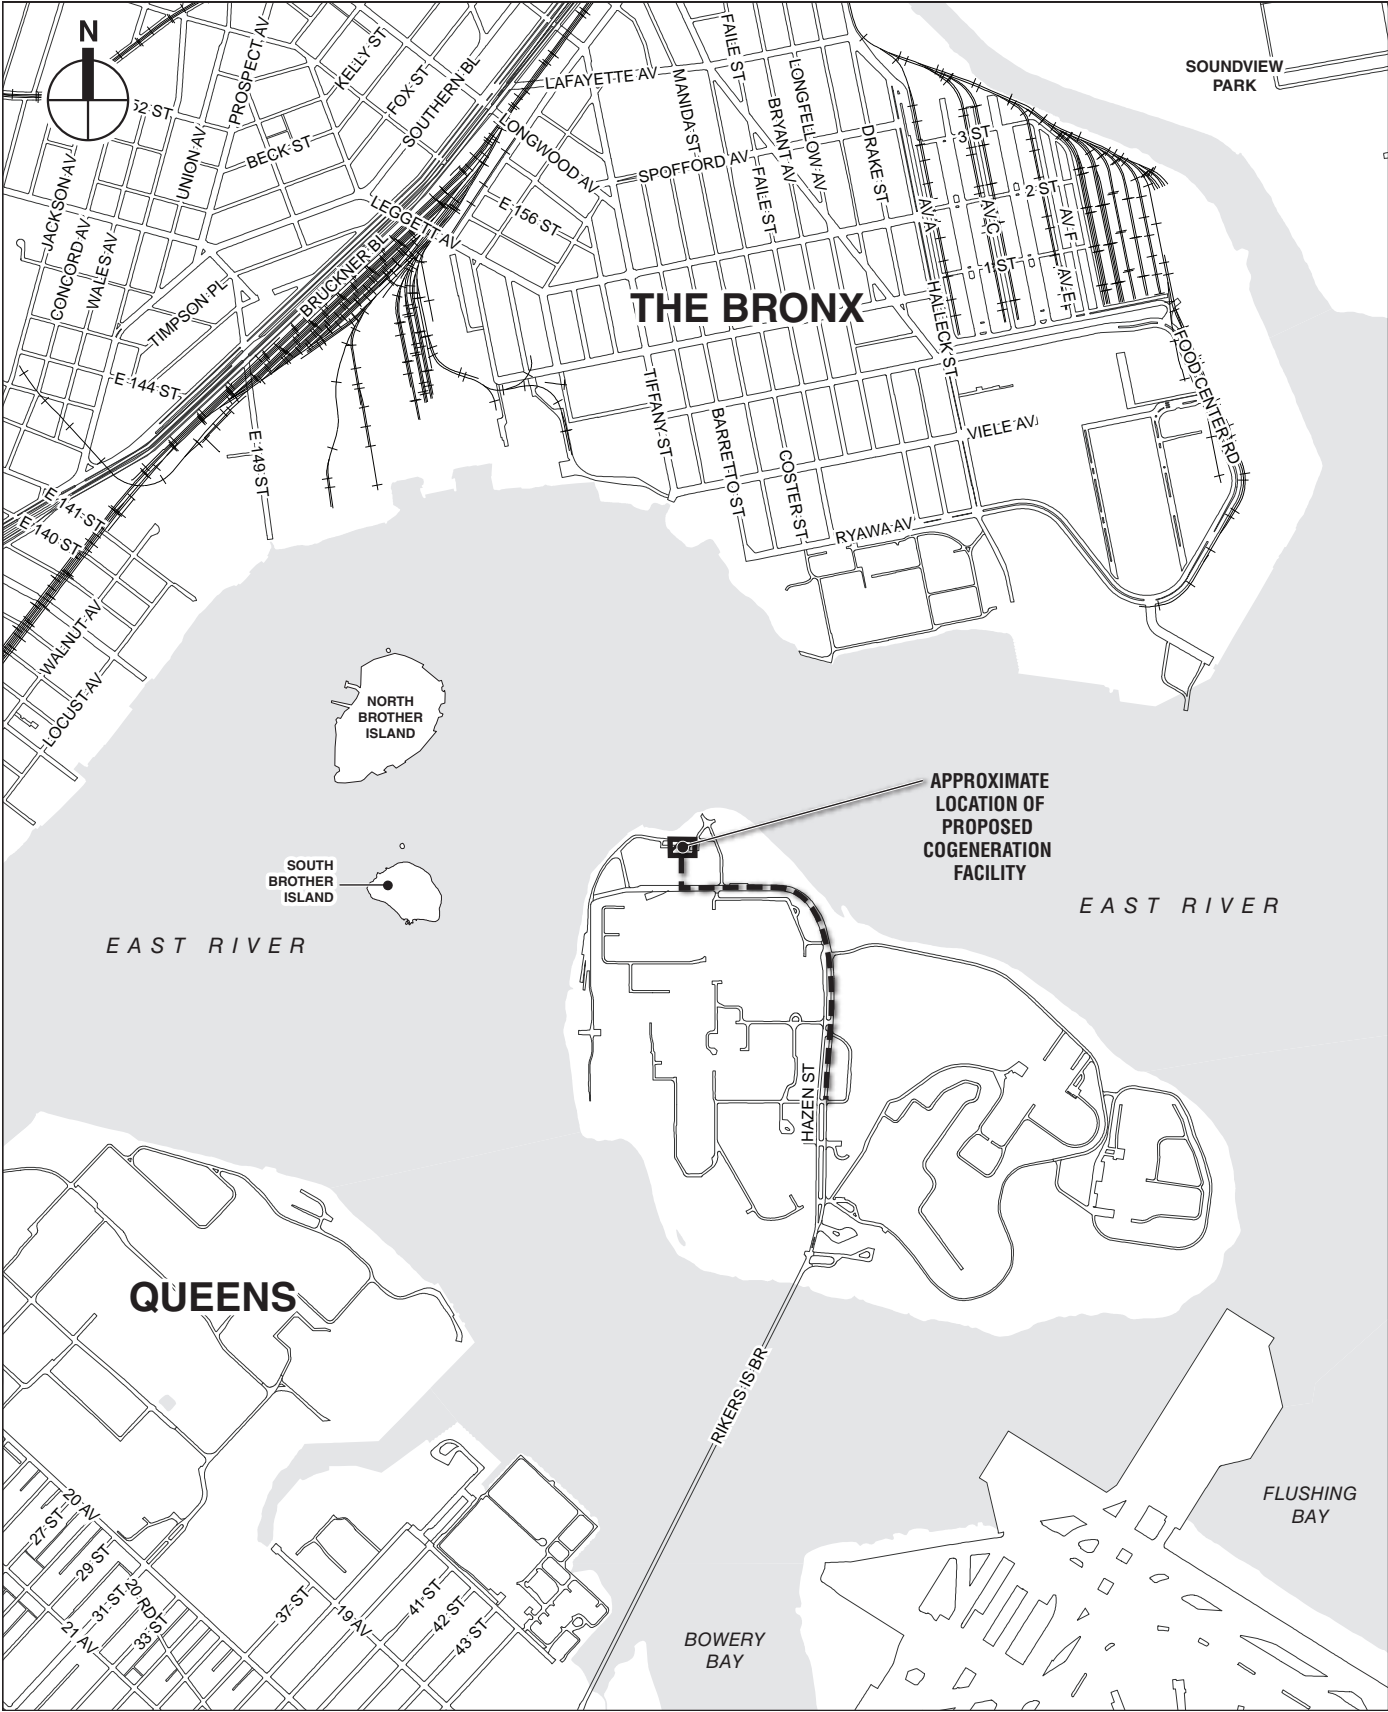 N
SOUNDVIEW
PARK
LAFAYETTE AV
FAILE ST
MANIDA ST
LONGFELLOW AV
BRYANT AV
DRAKE ST
PROSPECT AV
KELLY ST
FOX ST
SOUTHERN BL
52 ST
UNION AV
BECK ST
LONGWOOD AV
SPOFFORD AV
FAILE ST
3 ST
2 ST
1 ST
AV A
AV C
AV F
AV E
JACKSON AV
CONCORD AV
WALES AV
LEGGETT AV
E 156 ST
BRUCKNER BL
TIMPSON PL
THE BRONX
HALLECK ST
FOOD CENTER RD
E 144 ST
E 149 ST
TIFFANY ST
BARRETTO ST
COSTER ST
VIELE AV
RYAWA AV
E 141 ST
E 140 ST
WALNUT AV
LOCUST AV
NORTH
BROTHER
ISLAND
APPROXIMATE
LOCATION OF
PROPOSED
COGENERATION
FACILITY
SOUTH
BROTHER
ISLAND
EAST RIVER
EAST RIVER
HAZEN ST
QUEENS
RIKERS IS BR
FLUSHING
BAY
20 AV
27 ST
29 ST
31 ST
20 RD
33 ST
21 AV
37 ST
19 AV
41 ST
42 ST
43 ST
BOWERY
BAY